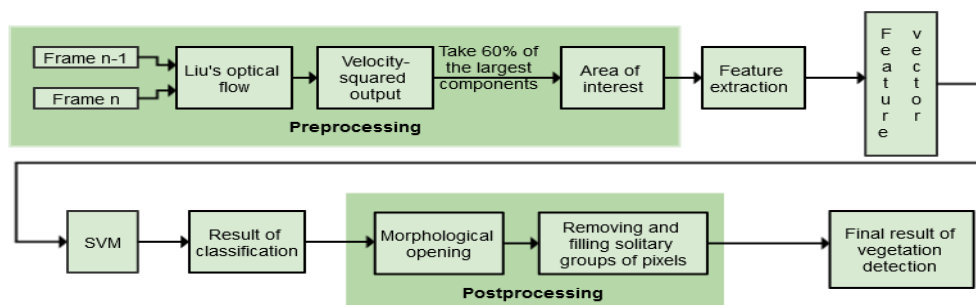 Frame n-1
Frame n
Liu's optical
flow
Velocity-
squared
output
Take 60% of
the largest
components
Area of
interest
Preprocessing
Feature
extraction
Feature
vector
SVM
Result of
classification
Morphological
opening
Removing and
filling solitary
groups of pixels
Postprocessing
Final result of
vegetation
detection